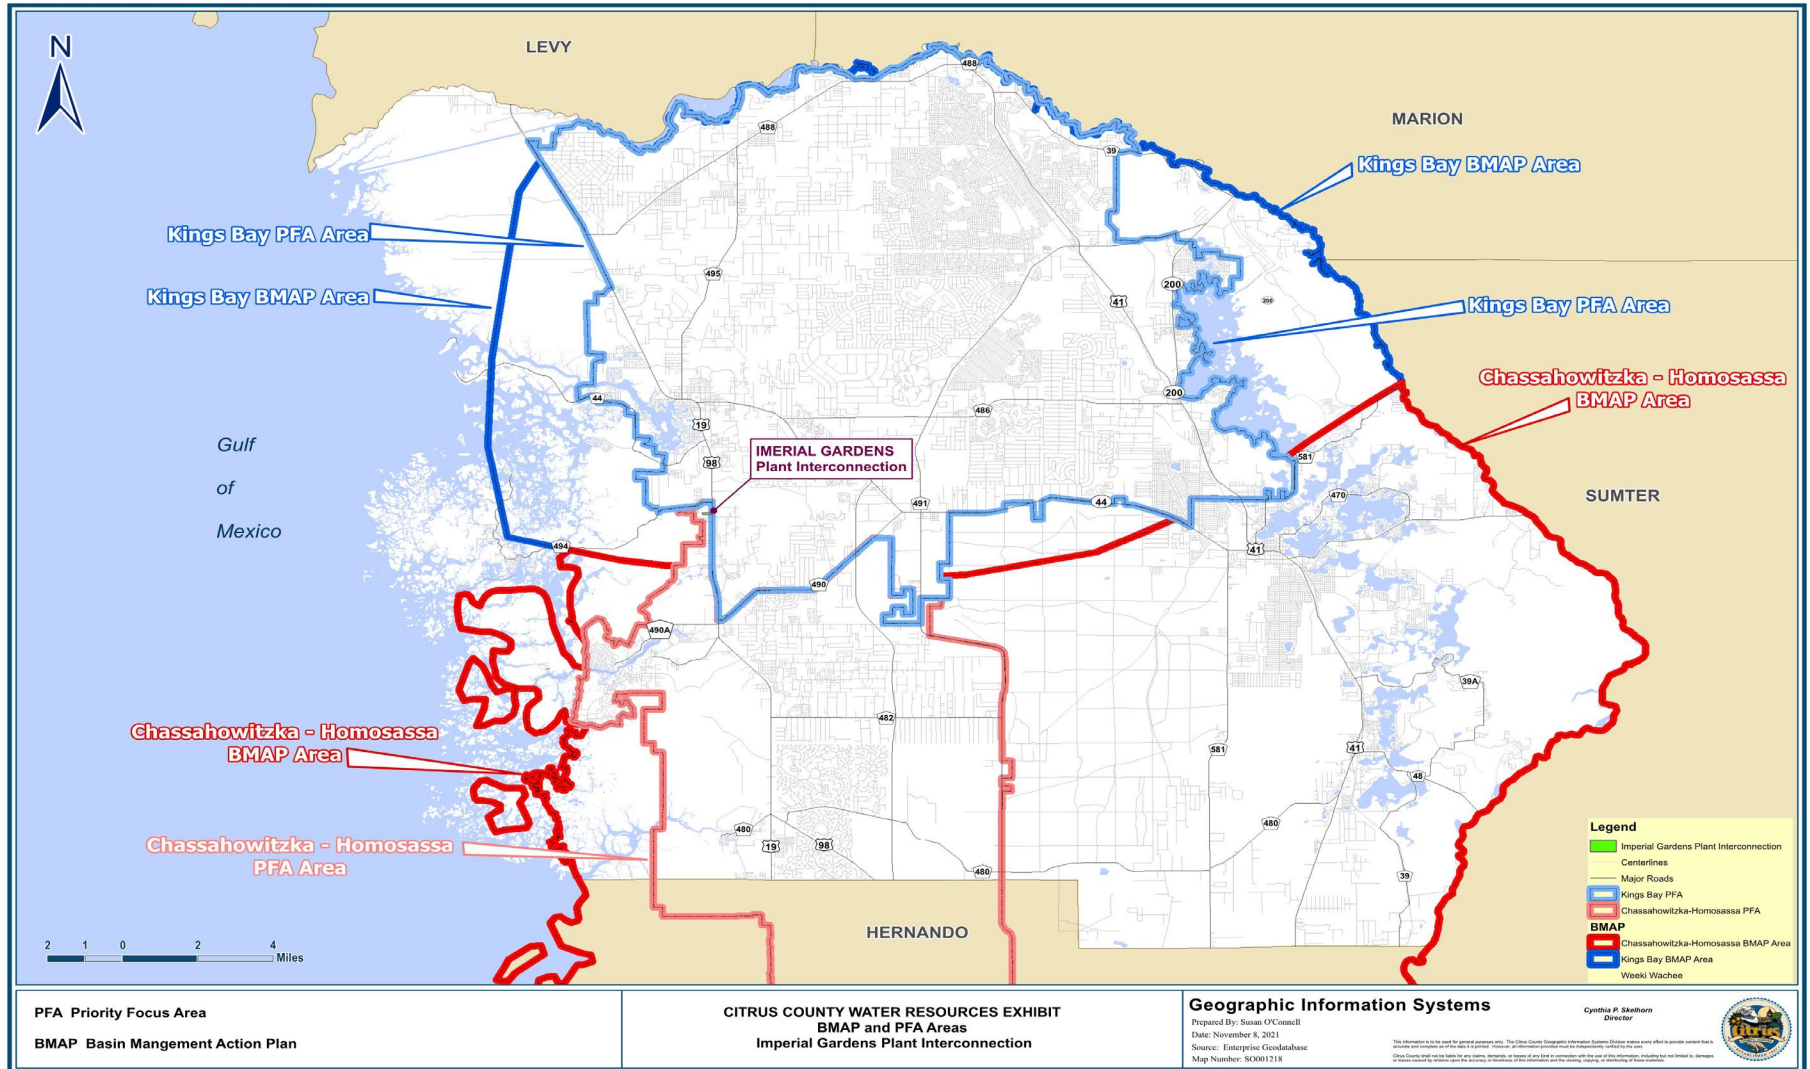 N
LEVY
MARION
SUMTER
HERNANDO
Gulf
of
Mexico
Kings Bay PFA Area
Kings Bay BMAP Area
Kings Bay BMAP Area
Kings Bay PFA Area
Chassahowitzka - Homosassa
BMAP Area
IMERIAL GARDENS
Plant Interconnection
Chassahowitzka - Homosassa
BMAP Area
Chassahowitzka - Homosassa
PFA Area
488
488
39
495
200
41
200
200
44
19
486
98
581
470
491
44
494
41
490
490A
39A
482
581
41
48
480
480
19
98
480
39
2 1 0 2 4
Miles
Legend
Imperial Gardens Plant Interconnection
Centerlines
Major Roads
Kings Bay PFA
Chassahowitzka-Homosassa PFA
BMAP
Chassahowitzka-Homosassa BMAP Area
Kings Bay BMAP Area
Weeki Wachee
PFA Priority Focus Area
BMAP Basin Mangement Action Plan
CITRUS COUNTY WATER RESOURCES EXHIBIT
BMAP and PFA Areas
Imperial Gardens Plant Interconnection
Geographic Information Systems
Prepared By: Susan O'Connell
Date: November 8, 2021
Source: Enterprise Geodatabase
Map Number: SO001218
Cynthia P. Skelhorn
Director
Citrus